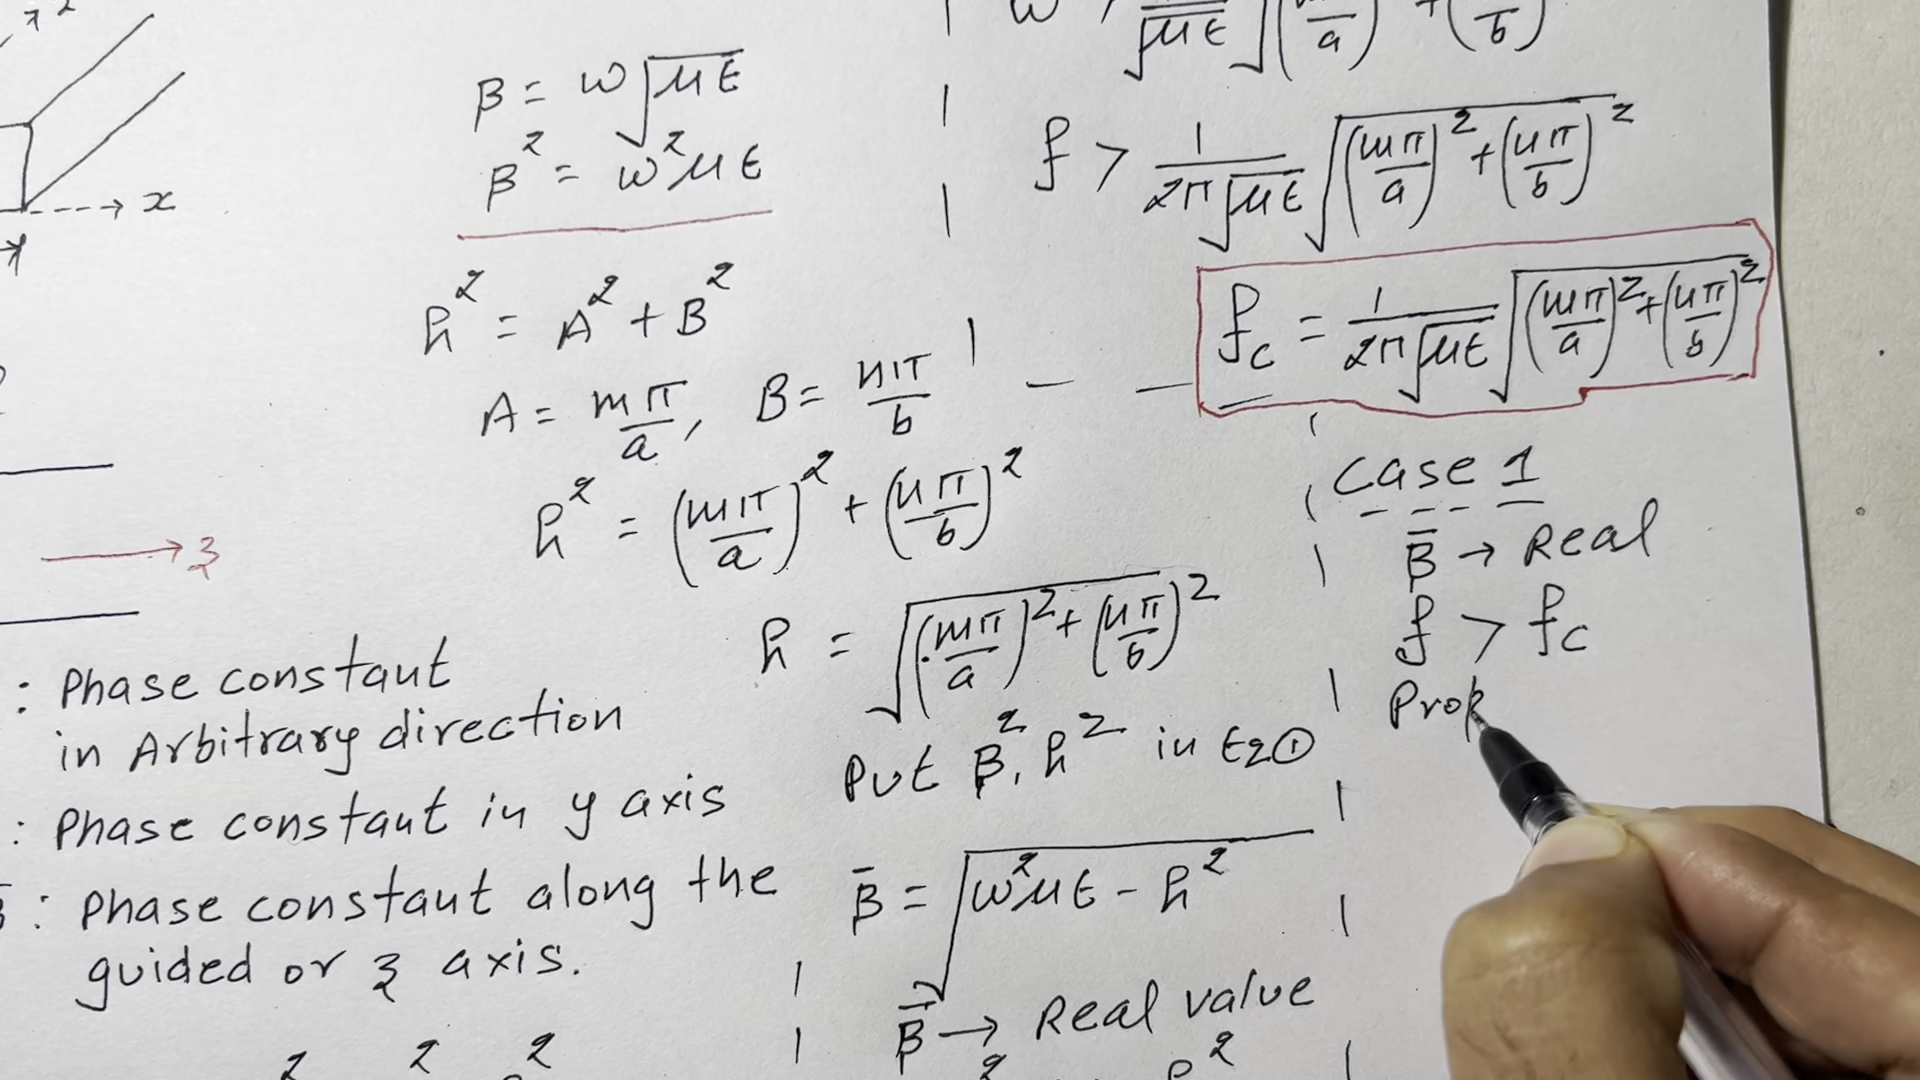 x
→ 3
: Phase constant
in Arbitrary direction
: Phase constant in y axis
: Phase constant along the
guided or 3 axis.
β = ω√με
β² = ω²με
h² = A² + B²
A = mπ/a, B = nπ/b
h² = (mπ/a)² + (nπ/b)²
h = √(mπ/a)² + (nπ/b)²
Put β², h² in Eq①
β̄ = √ω²με - h²
β̄ → Real value
f > 1/2π√με √(mπ/a)² + (nπ/b)²
fc = 1/2π√με √(mπ/a)² + (nπ/b)²
Case 1
β̄ → Real
f > fc
Prop